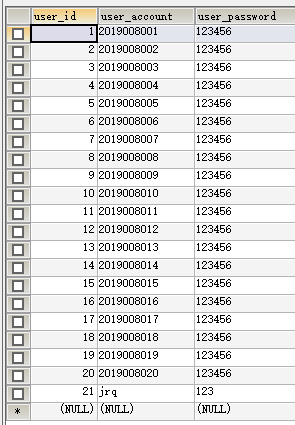 user_id user_account user_password
1 2019008001 123456
2 2019008002 123456
3 2019008003 123456
4 2019008004 123456
5 2019008005 123456
6 2019008006 123456
7 2019008007 123456
8 2019008008 123456
9 2019008009 123456
10 2019008010 123456
11 2019008011 123456
12 2019008012 123456
13 2019008013 123456
14 2019008014 123456
15 2019008015 123456
16 2019008016 123456
17 2019008017 123456
18 2019008018 123456
19 2019008019 123456
20 2019008020 123456
21 jrq 123
* (NULL) (NULL) (NULL)